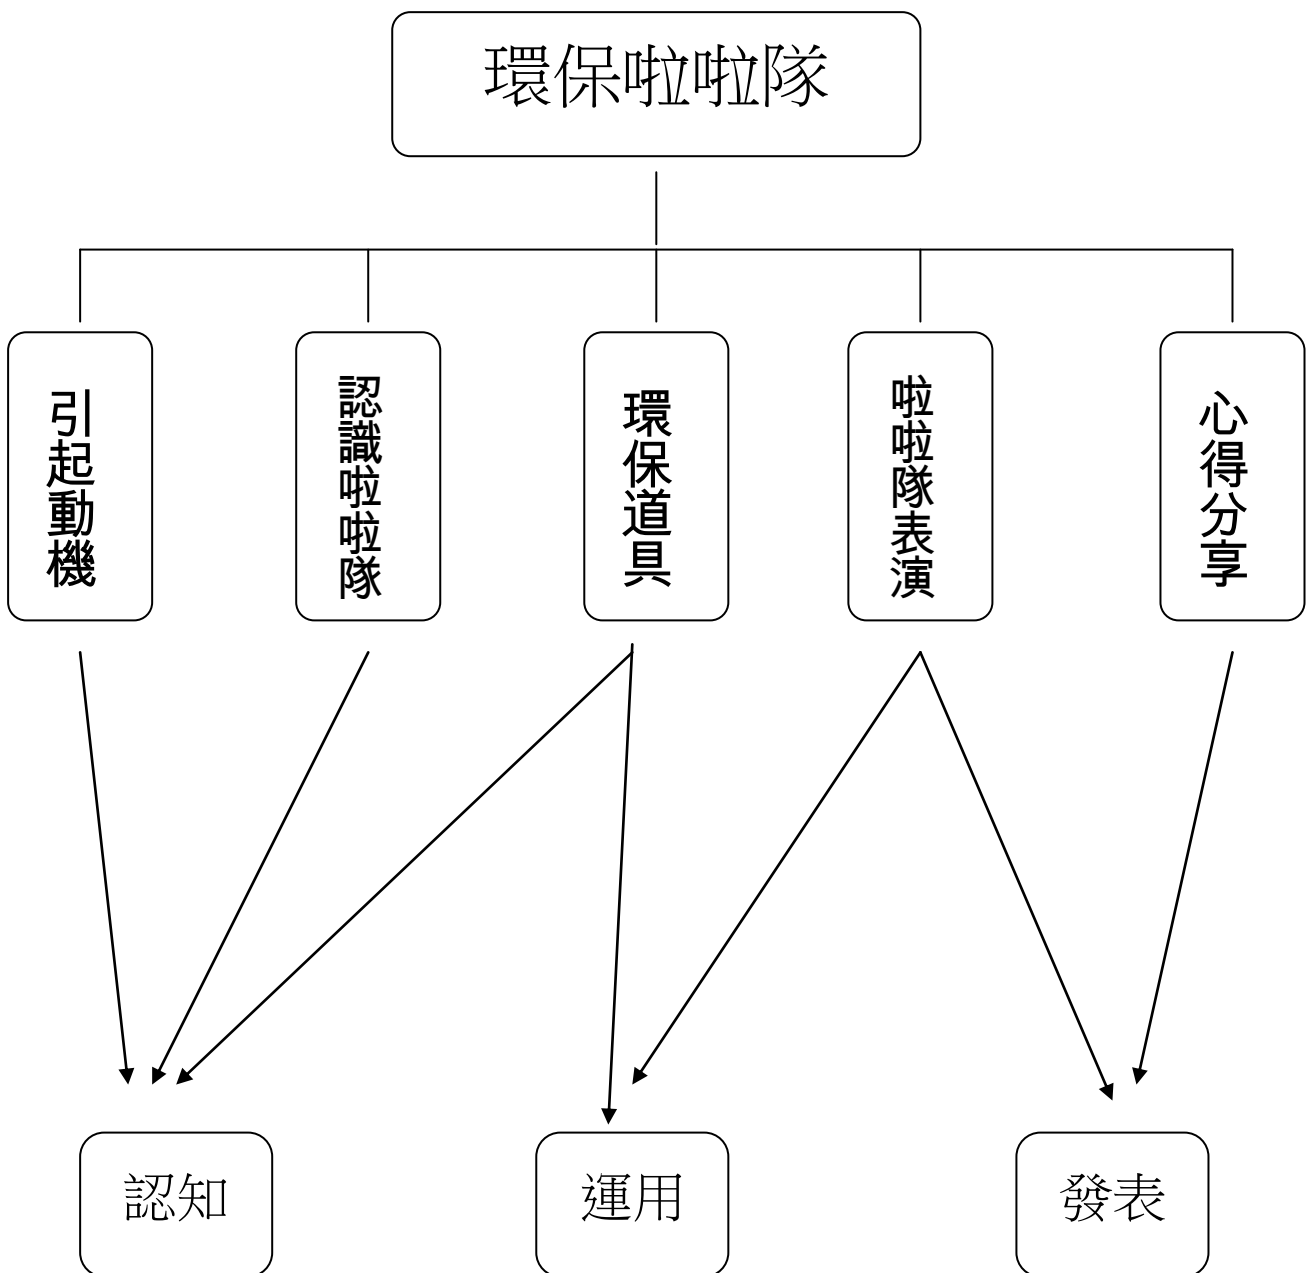 環保啦啦隊
引起動機
認識啦啦隊
環保道具
啦啦隊表演
心得分享
認知
運用
發表